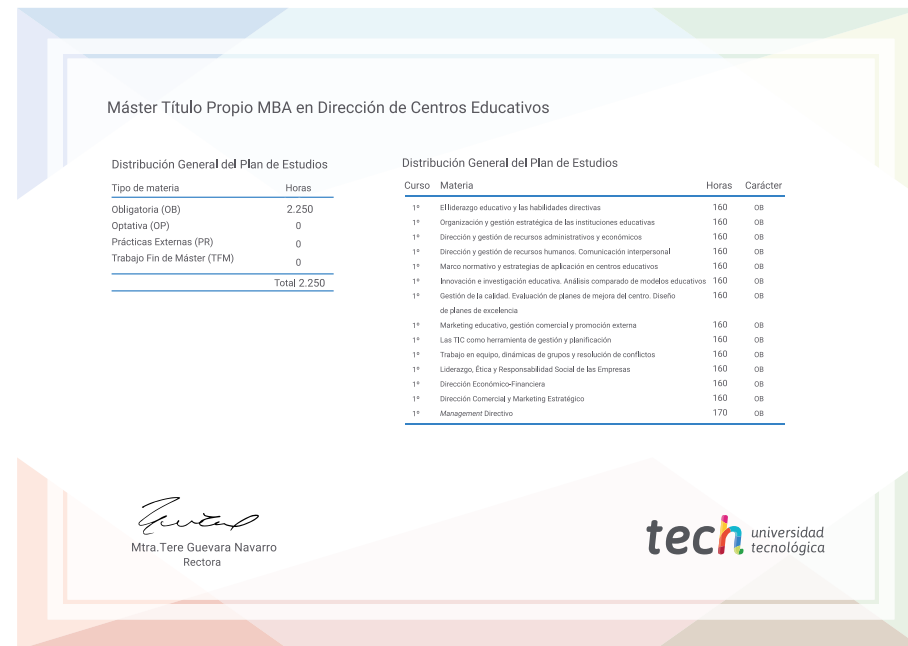 Máster Título Propio MBA en Dirección de Centros Educativos
Distribución General del Plan de Estudios
Tipo de materia Horas
Obligatoria (OB) 2.250
Optativa (OP) 0
Prácticas Externas (PR) 0
Trabajo Fin de Máster (TFM) 0
Total 2.250
Distribución General del Plan de Estudios
Curso Materia Horas Carácter
1º El liderazgo educativo y las habilidades directivas 160 OB
1º Organización y gestión estratégica de las instituciones educativas 160 OB
1º Dirección y gestión de recursos administrativos y económicos 160 OB
1º Dirección y gestión de recursos humanos. Comunicación interpersonal 160 OB
1º Marco normativo y estrategias de aplicación en centros educativos 160 OB
1º Innovación e investigación educativa. Análisis comparado de modelos educativos 160 OB
1º Gestión de la calidad. Evaluación de planes de mejora del centro. Diseño 160 OB
de planes de excelencia
1º Marketing educativo, gestión comercial y promoción externa 160 OB
1º Las TIC como herramienta de gestión y planificación 160 OB
1º Trabajo en equipo, dinámicas de grupos y resolución de conflictos 160 OB
1º Liderazgo, Ética y Responsabilidad Social de las Empresas 160 OB
1º Dirección Económico-Financiera 160 OB
1º Dirección Comercial y Marketing Estratégico 160 OB
1º Management Directivo 170 OB
Mtra.Tere Guevara Navarro
Rectora
tech universidad
tecnológica